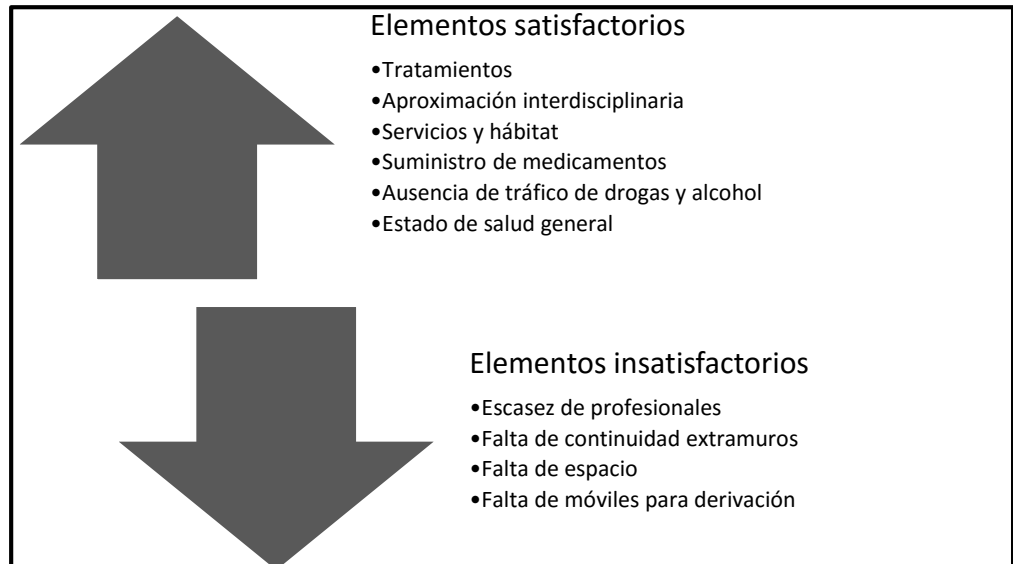 Elementos satisfactorios
•Tratamientos
•Aproximación interdisciplinaria
•Servicios y hábitat
•Suministro de medicamentos
•Ausencia de tráfico de drogas y alcohol
•Estado de salud general
Elementos insatisfactorios
•Escasez de profesionales
•Falta de continuidad extramuros
•Falta de espacio
•Falta de móviles para derivación